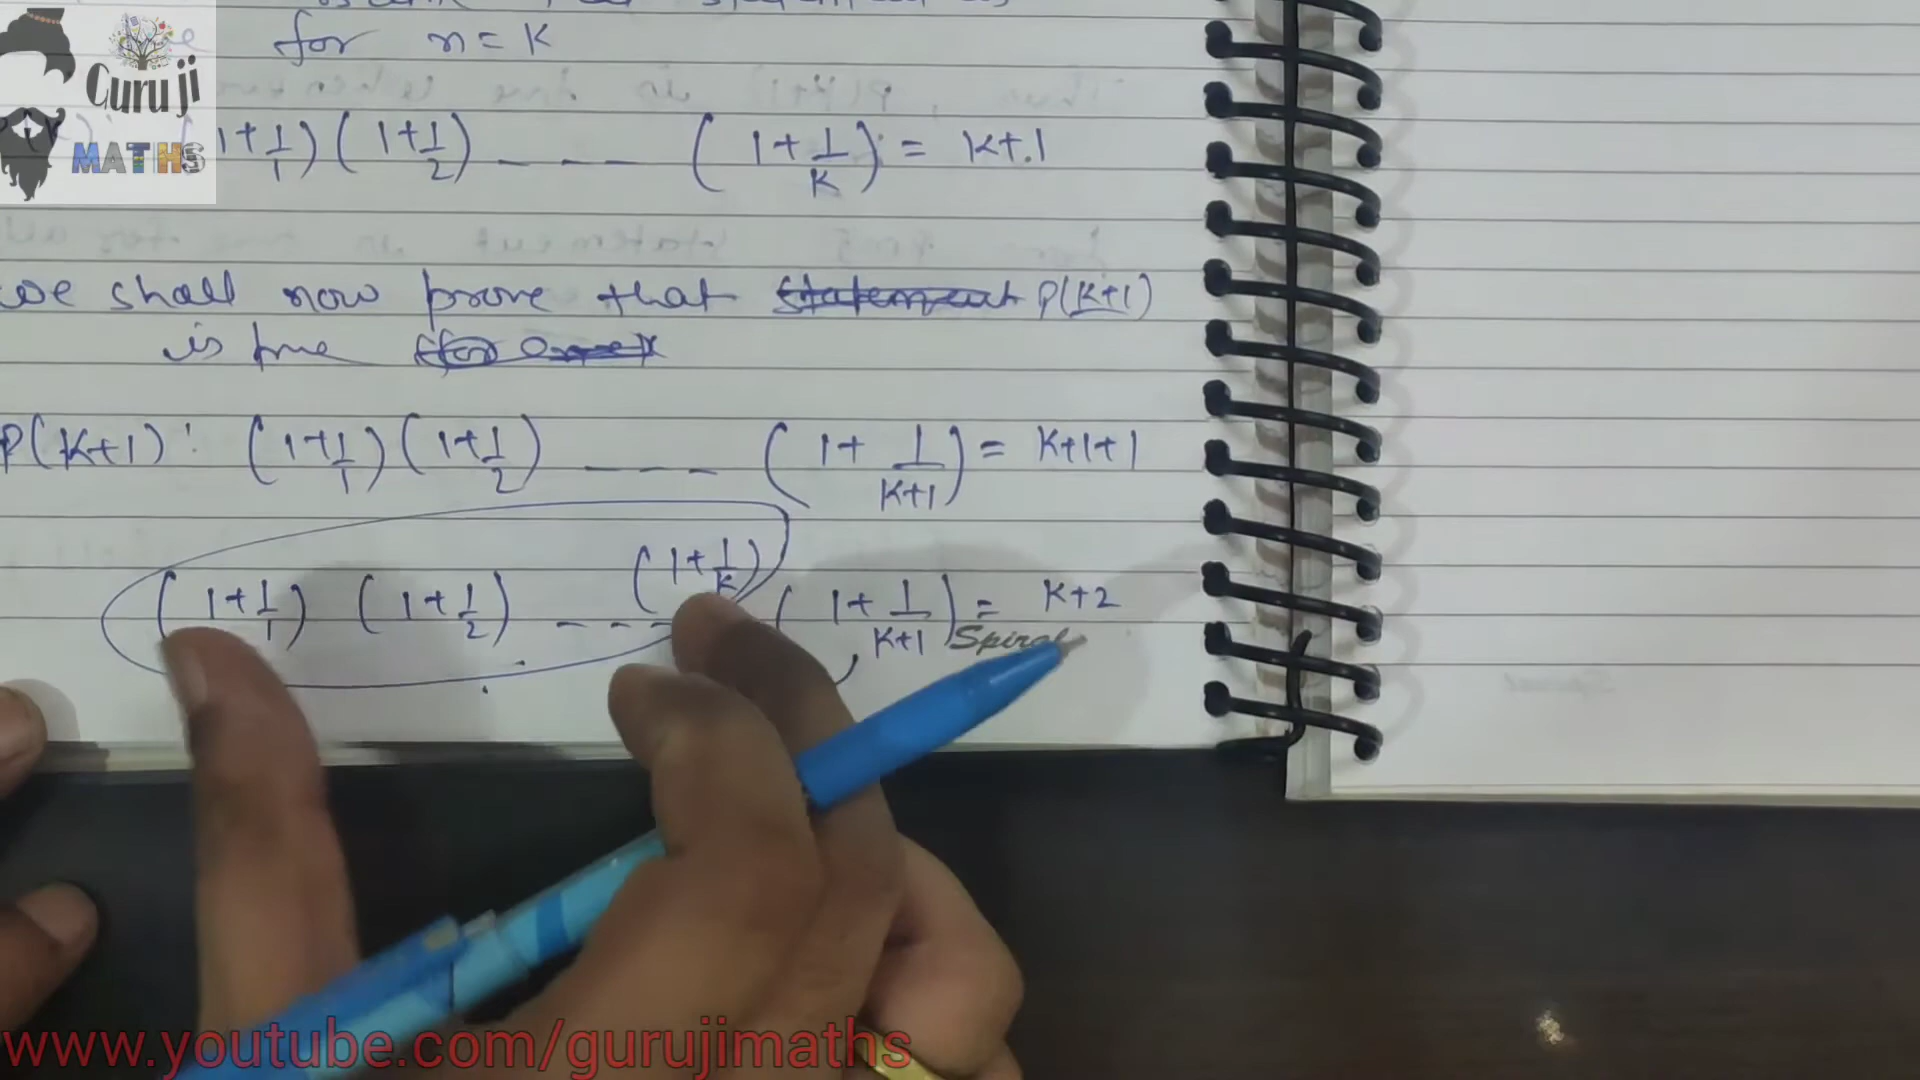 for n = k
Guru ji
MATHS
1+1/1)(1+1/2) - - - (1+1/k) = k+1
we shall now prove that statement P(k+1)
is true
P(k+1): (1+1/1)(1+1/2) - - - - (1+ 1/k+1) = k+1+1
(1+1/1) (1+1/2) - - - (1+1/k) (1+ 1/k+1) = k+2
Spiral
www.youtube.com/gurujimaths